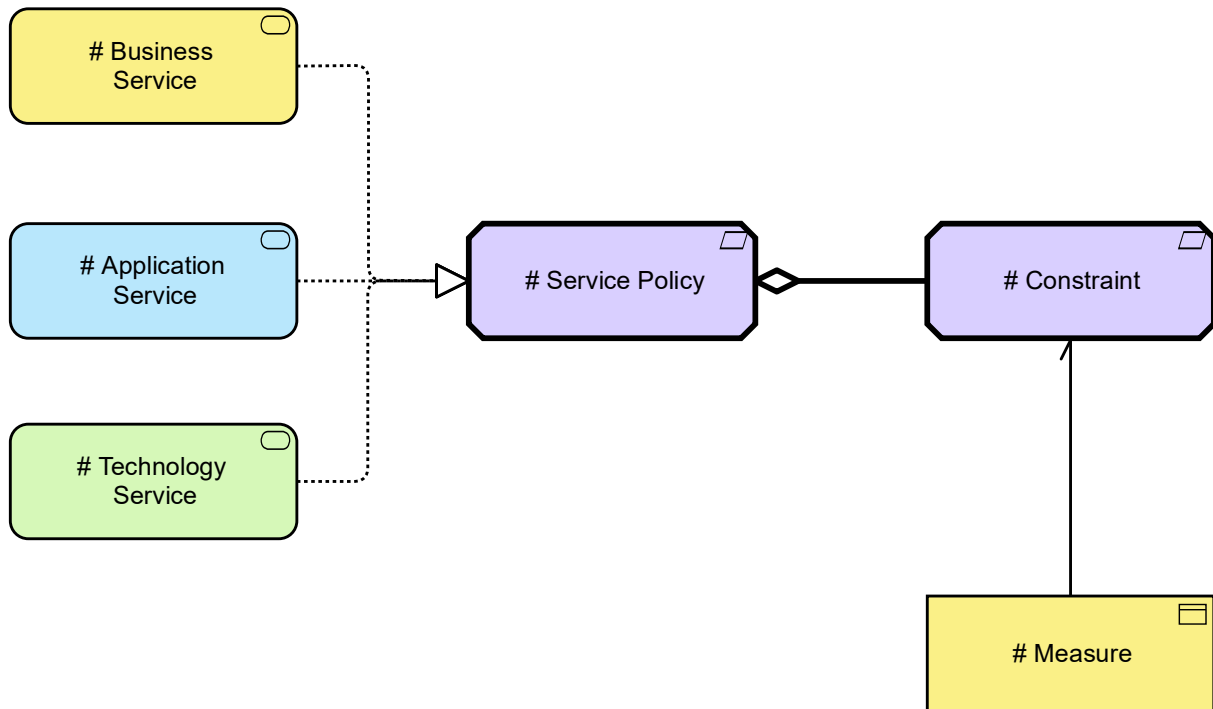 # Business
Service
# Application
Service
# Service Policy
# Constraint
# Technology
Service
# Measure